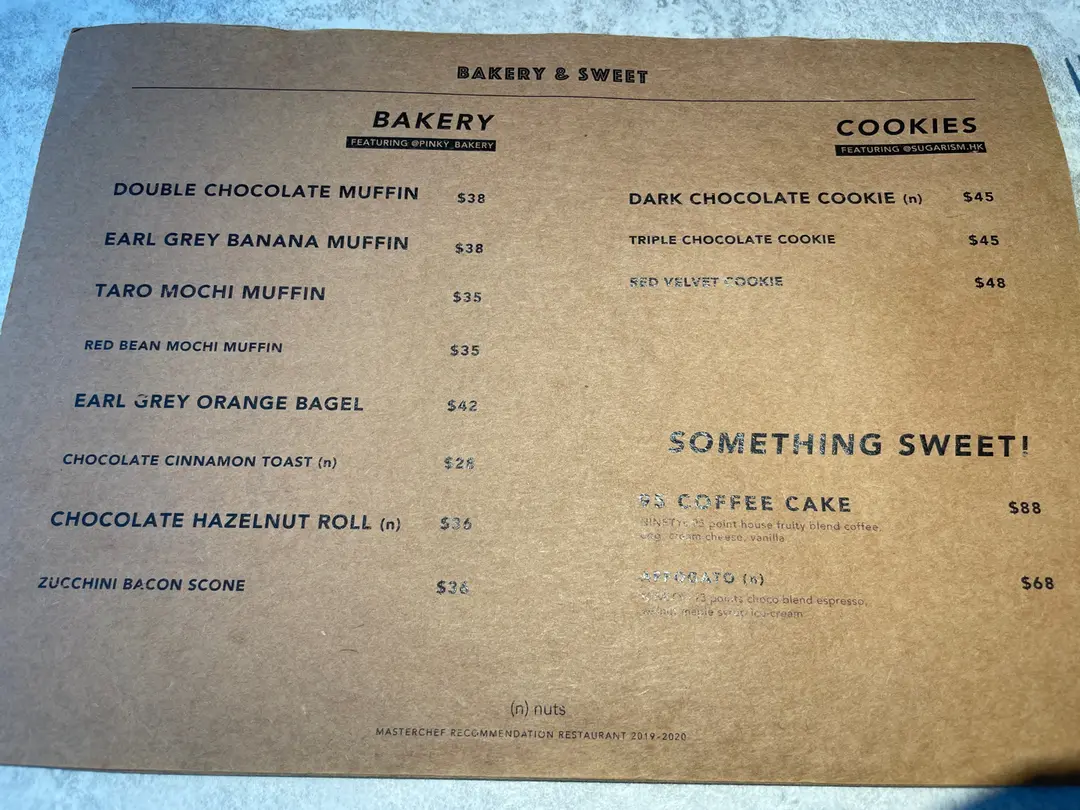 BAKERY & SWEET
BAKERY
FEATURING @PINKY_BAKERY
DOUBLE CHOCOLATE MUFFIN $38
EARL GREY BANANA MUFFIN $38
TARO MOCHI MUFFIN $35
RED BEAN MOCHI MUFFIN $35
EARL GREY ORANGE BAGEL $42
CHOCOLATE CINNAMON TOAST (n) $28
CHOCOLATE HAZELNUT ROLL (n) $36
ZUCCHINI BACON SCONE $36
COOKIES
FEATURING @SUGARISM.HK
DARK CHOCOLATE COOKIE (n) $45
TRIPLE CHOCOLATE COOKIE $45
RED VELVET COOKIE $48
SOMETHING SWEET!
93 COFFEE CAKE $88
point house fruity blend coffee,
egg, cream cheese, vanilla
AFFOGATO (n) $68
points choco blend espresso,
maple syrup, ice cream
(n) nuts
MASTERCHEF RECOMMENDATION RESTAURANT 2019-2020